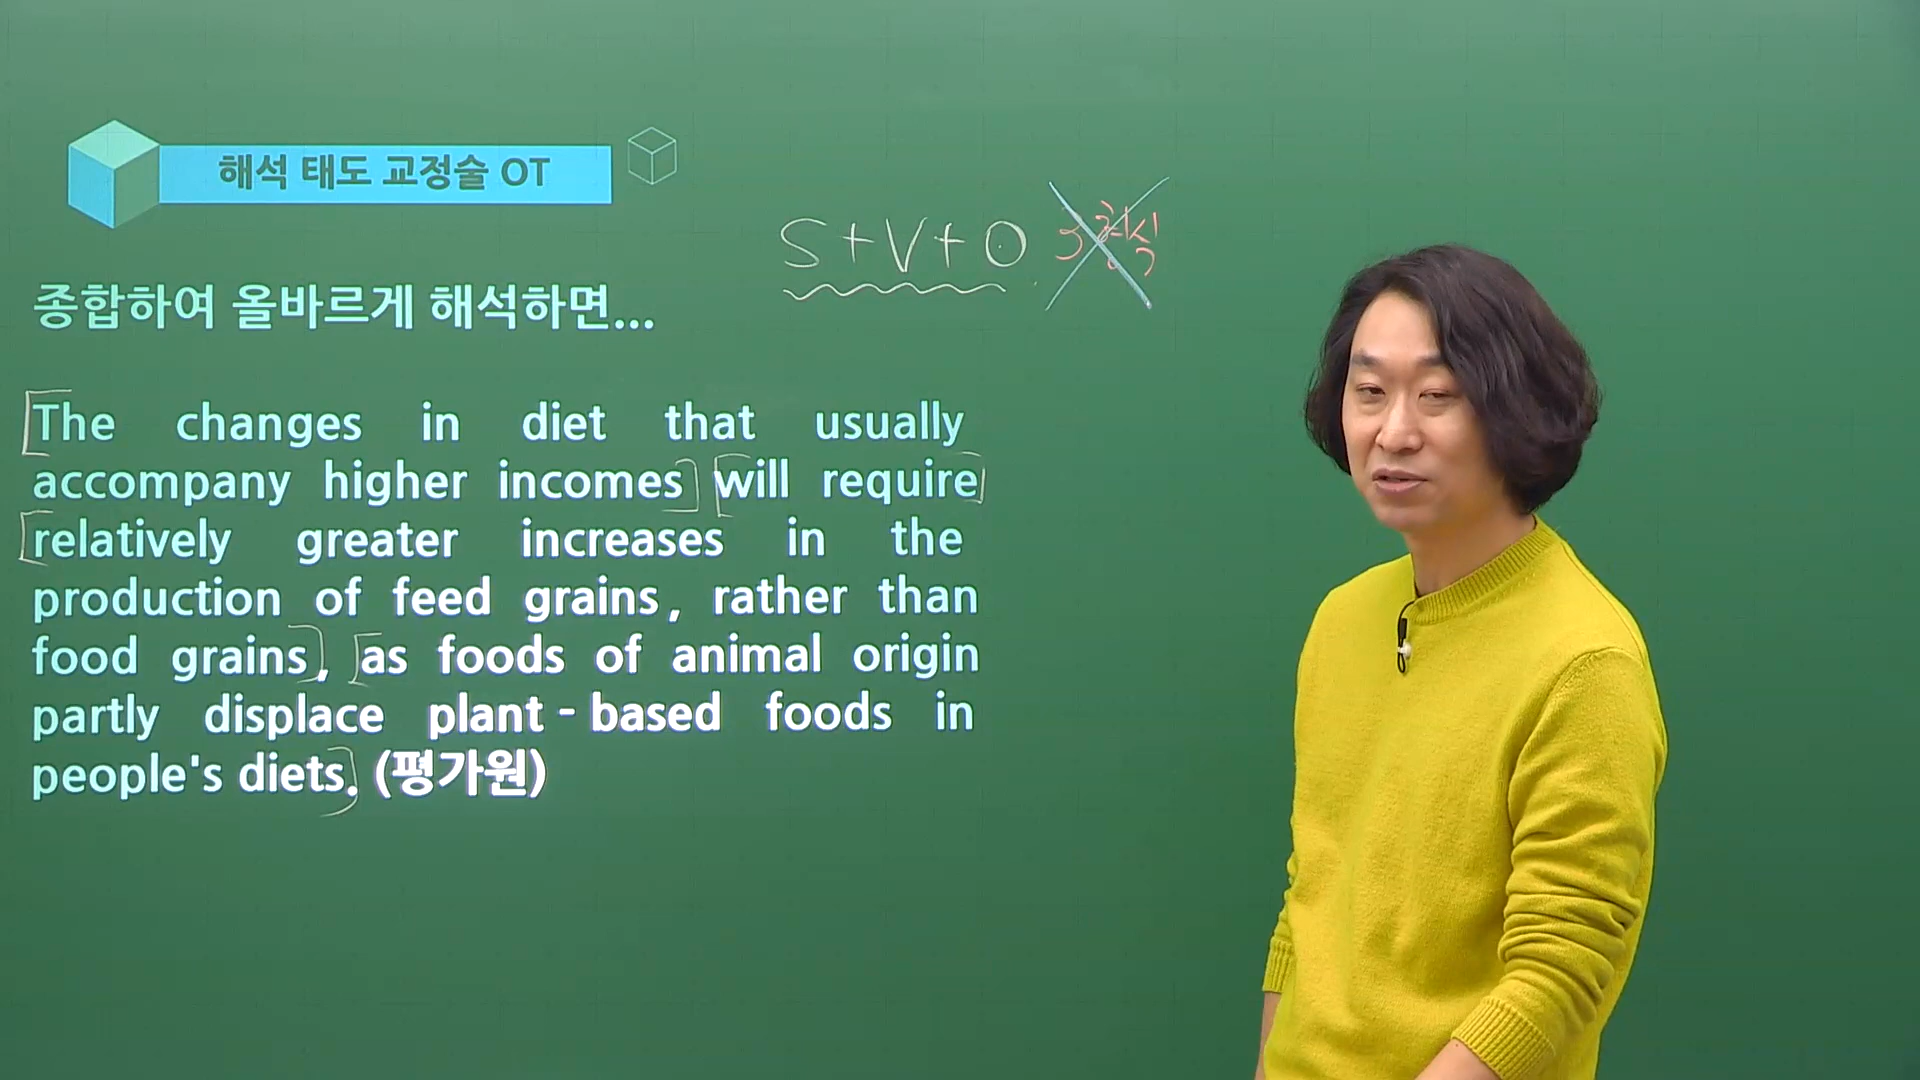 해석 태도 교정술 OT
S+V+O
3형식
종합하여 올바르게 해석하면...
The changes in diet that usually
accompany higher incomes will require
relatively greater increases in the
production of feed grains, rather than
food grains, as foods of animal origin
partly displace plant-based foods in
people's diets. (평가원)